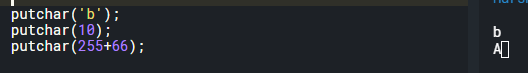 putchar('b');
putchar(10);
putchar(255+66);
b
A